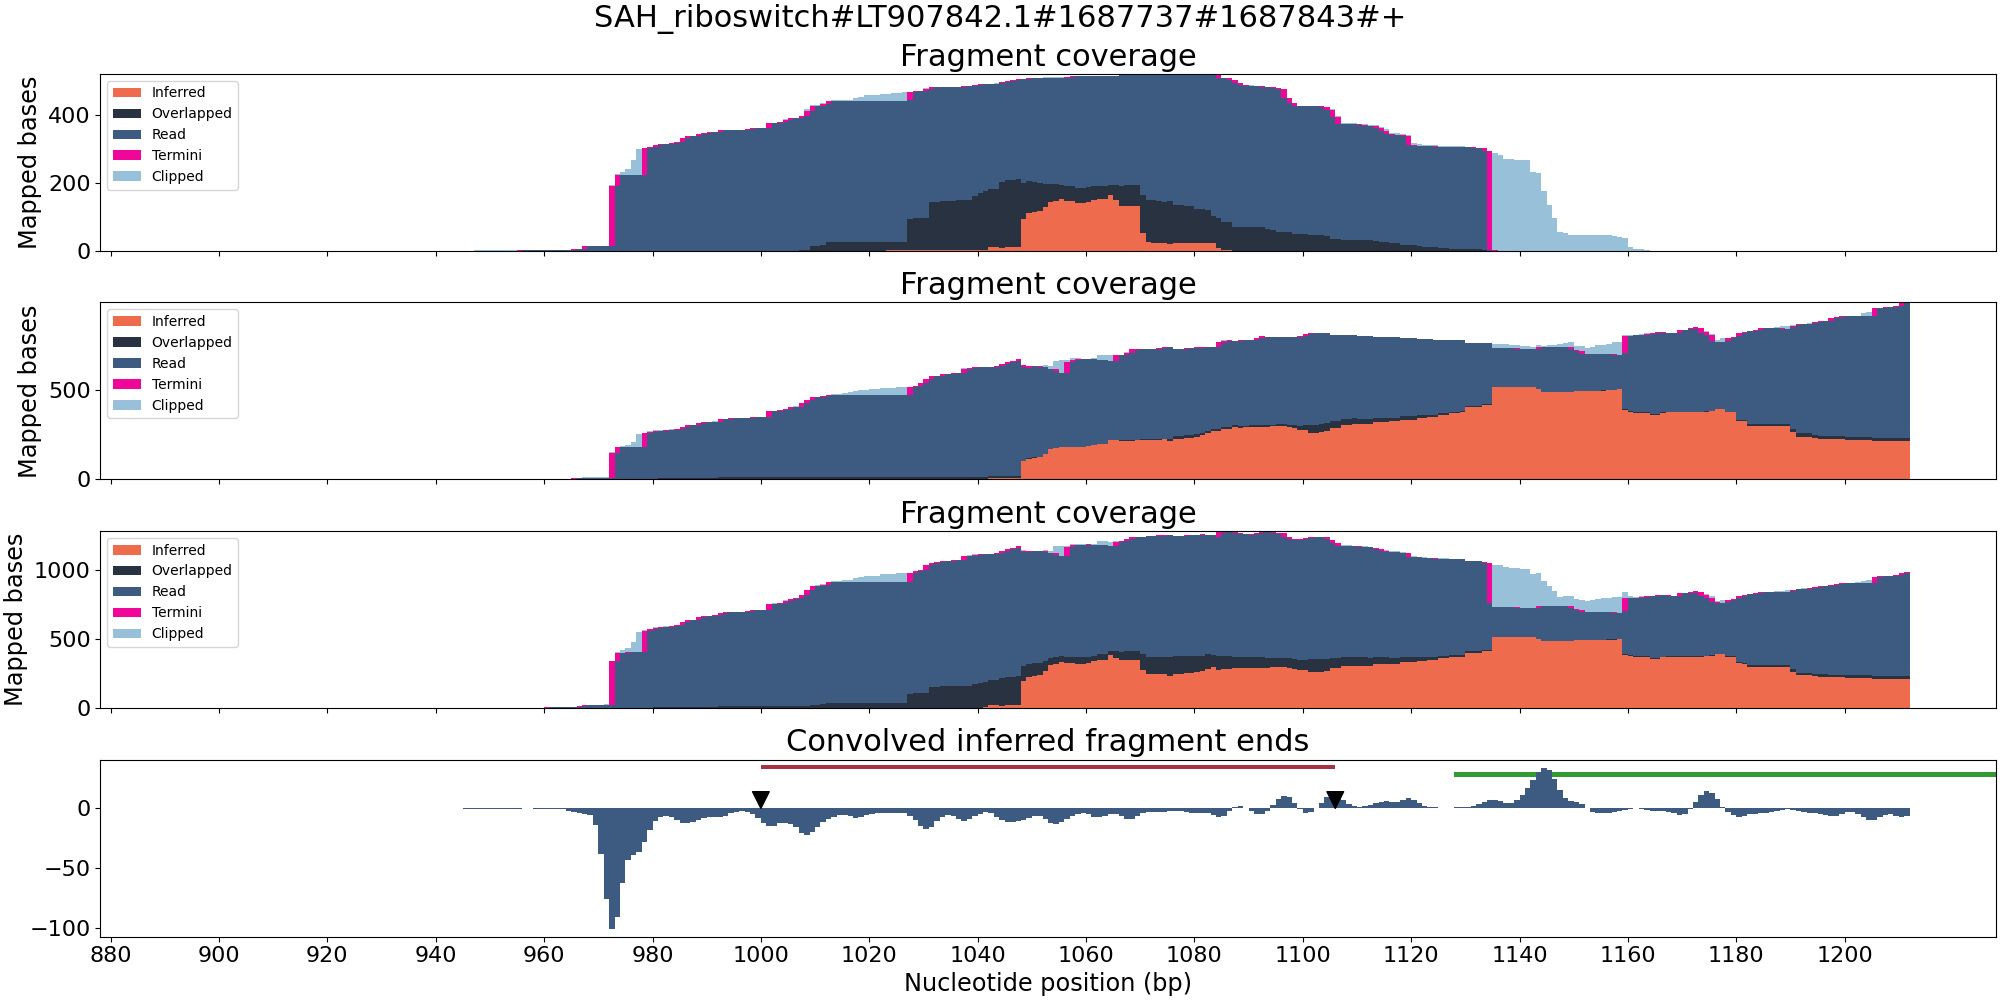 SAH_riboswitch#LT907842.1#1687737#1687843#+
Fragment coverage
Mapped bases
400
200
0
Inferred
Overlapped
Read
Termini
Clipped
Fragment coverage
Mapped bases
500
0
Inferred
Overlapped
Read
Termini
Clipped
Fragment coverage
Mapped bases
1000
500
0
Inferred
Overlapped
Read
Termini
Clipped
Convolved inferred fragment ends
0
−50
−100
880 900 920 940 960 980 1000 1020 1040 1060 1080 1100 1120 1140 1160 1180 1200
Nucleotide position (bp)